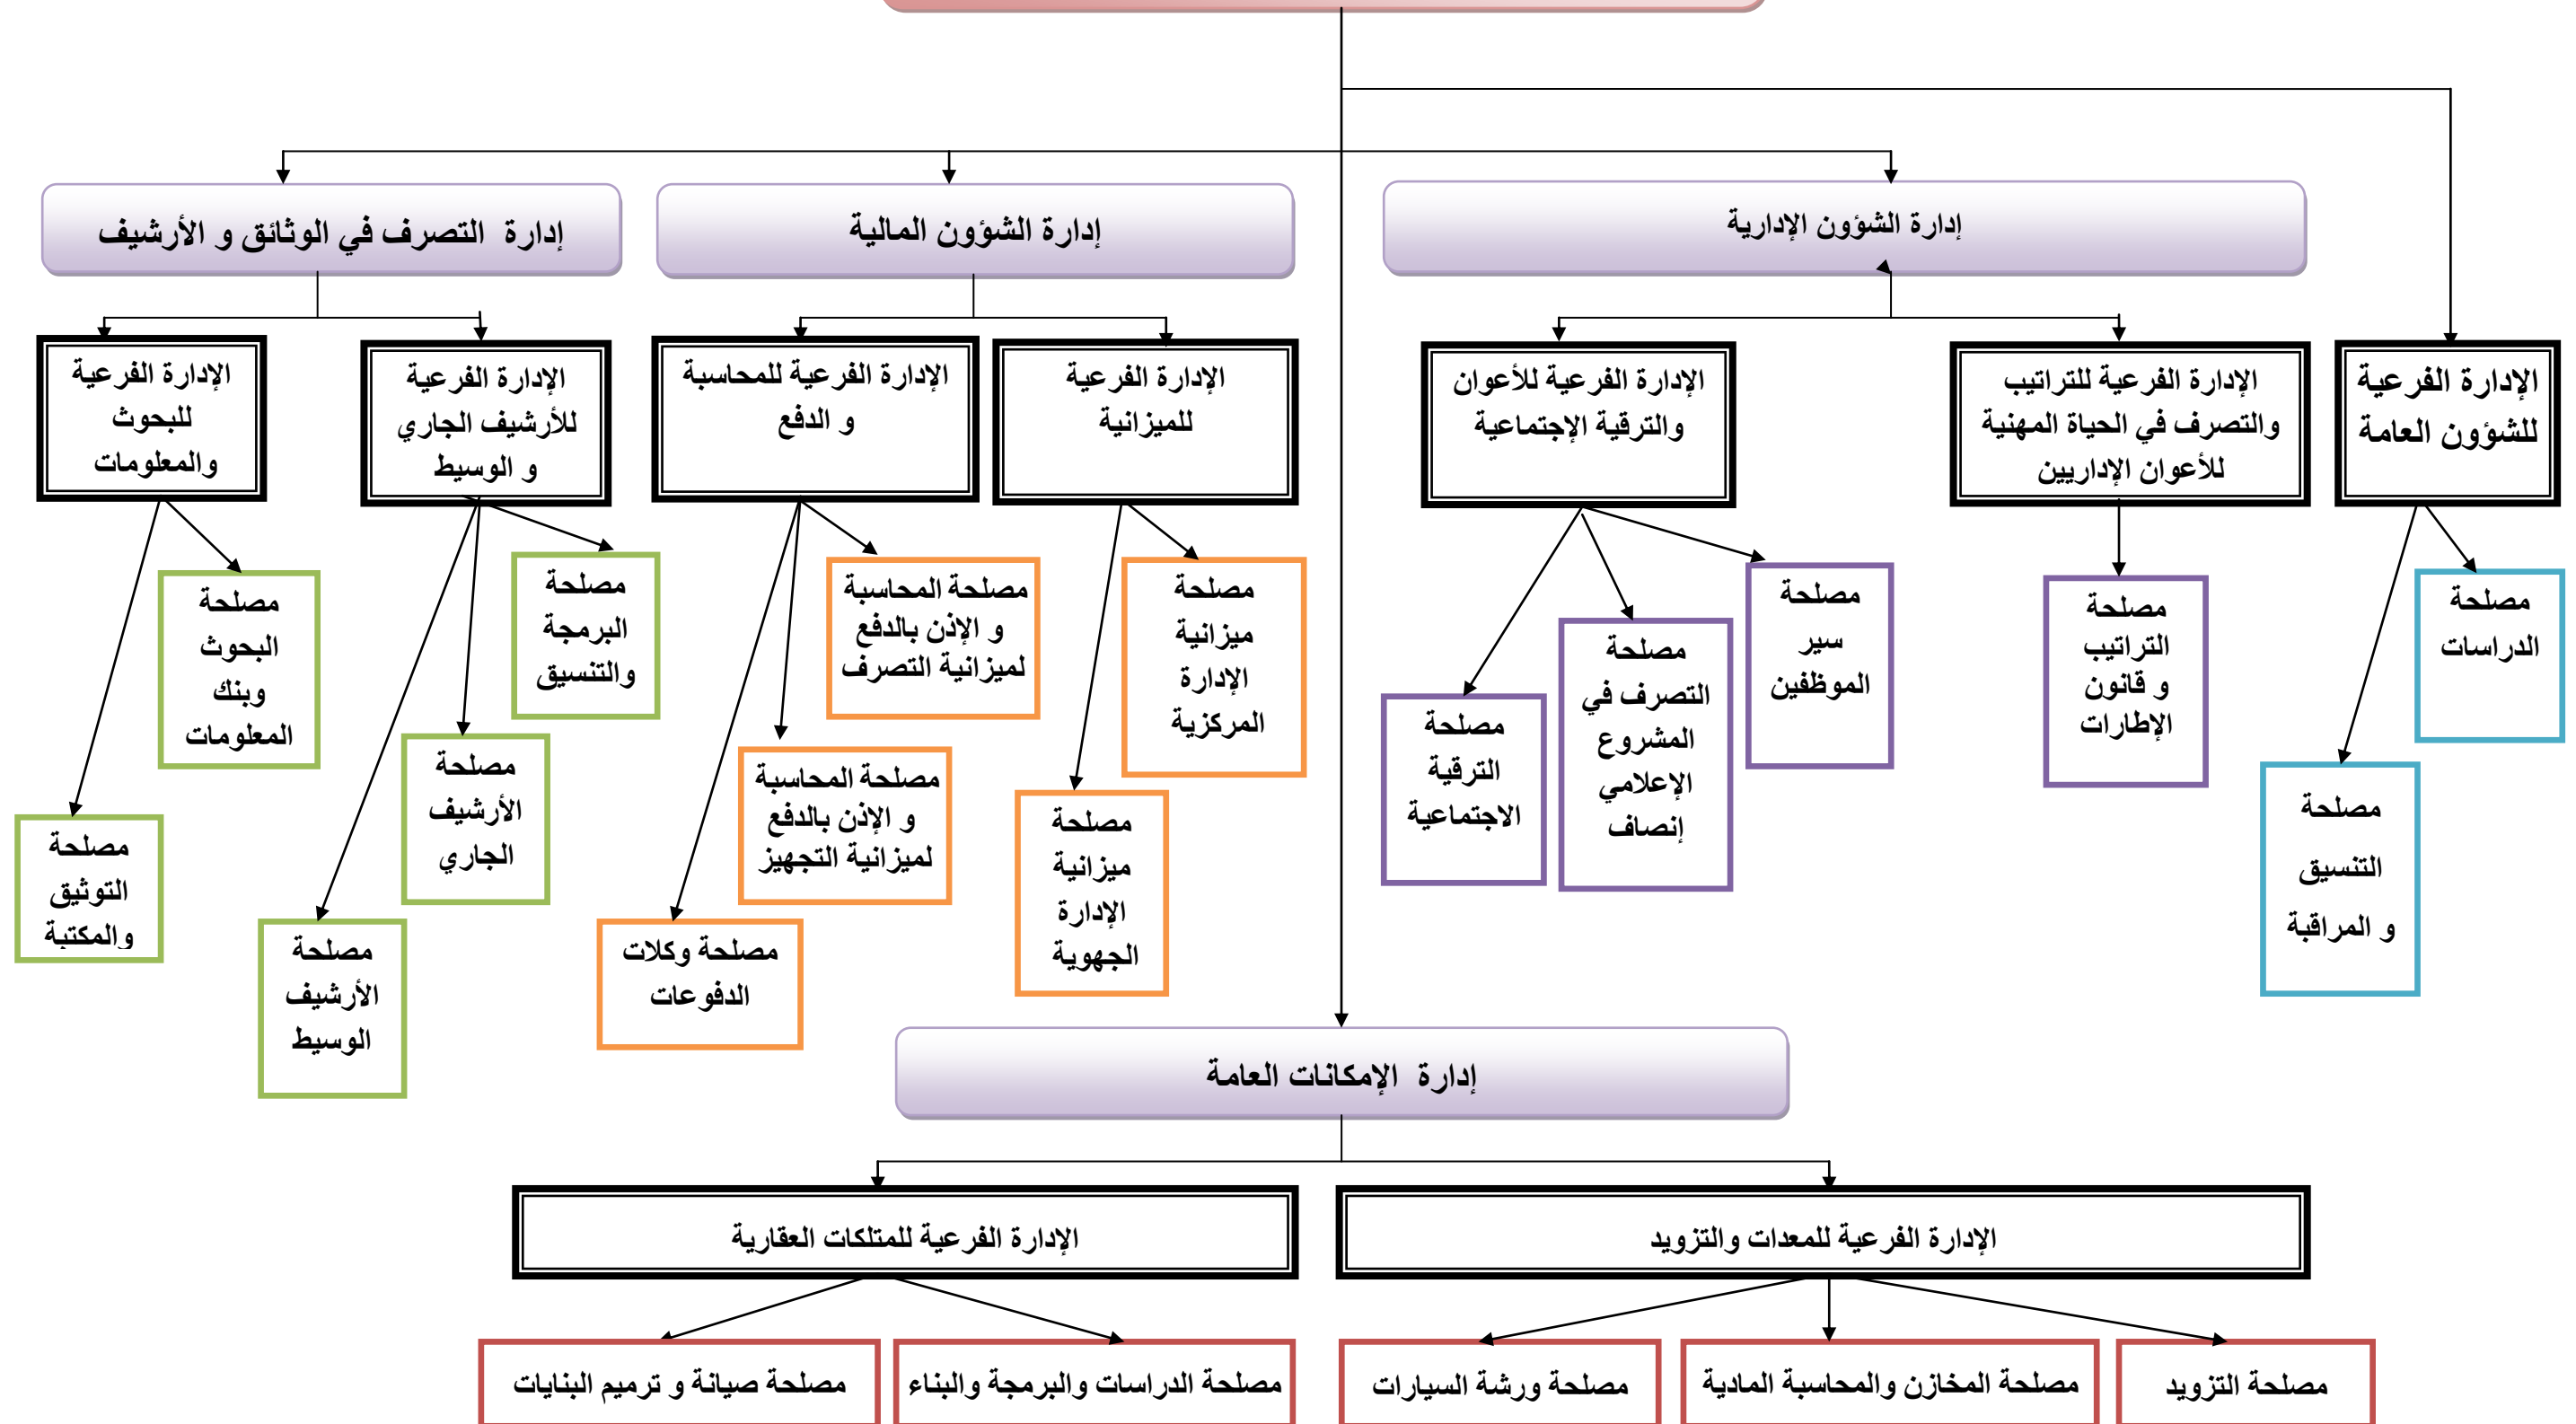 إدارة الشؤون الإدارية
إدارة الشؤون المالية
إدارة التصرف في الوثائق و الأرشيف
الإدارة الفرعية
للشؤون العامة
الإدارة الفرعية للتراتيب
والتصرف في الحياة المهنية
للأعوان الإداريين
الإدارة الفرعية للأعوان
والترقية الإجتماعية
الإدارة الفرعية
للميزانية
الإدارة الفرعية للمحاسبة
و الدفع
الإدارة الفرعية
للأرشيف الجاري
و الوسيط
الإدارة الفرعية
للبحوث
والمعلومات
مصلحة
الدراسات
مصلحة
التنسيق
و المراقبة
مصلحة
التراتيب
و قانون
الإطارات
مصلحة
سير
الموظفين
مصلحة
التصرف في
المشروع
الإعلامي
إنصاف
مصلحة
الترقية
الاجتماعية
مصلحة
ميزانية
الإدارة
المركزية
مصلحة
ميزانية
الإدارة
الجهوية
مصلحة المحاسبة
و الإذن بالدفع
لميزانية التصرف
مصلحة المحاسبة
و الإذن بالدفع
لميزانية التجهيز
مصلحة وكلات
الدفوعات
مصلحة
البرمجة
والتنسيق
مصلحة
الأرشيف
الجاري
مصلحة
الأرشيف
الوسيط
مصلحة
البحوث
وبنك
المعلومات
مصلحة
التوثيق
والمكتبة
إدارة الإمكانات العامة
الإدارة الفرعية للمعدات والتزويد
الإدارة الفرعية للمتلكات العقارية
مصلحة التزويد
مصلحة المخازن والمحاسبة المادية
مصلحة ورشة السيارات
مصلحة الدراسات والبرمجة والبناء
مصلحة صيانة و ترميم البنايات